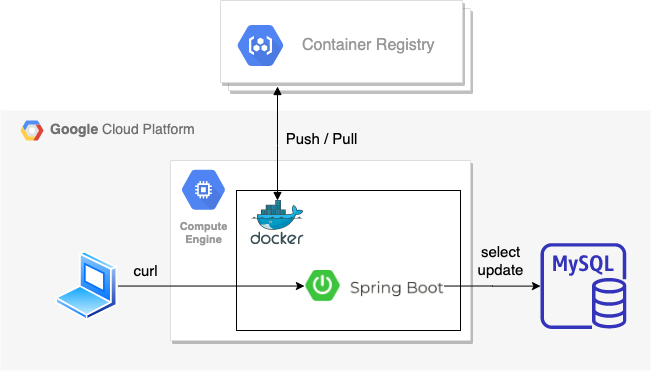 Container Registry
Google Cloud Platform
Push / Pull
Compute
Engine
docker
curl
Spring Boot
select
update
MySQL